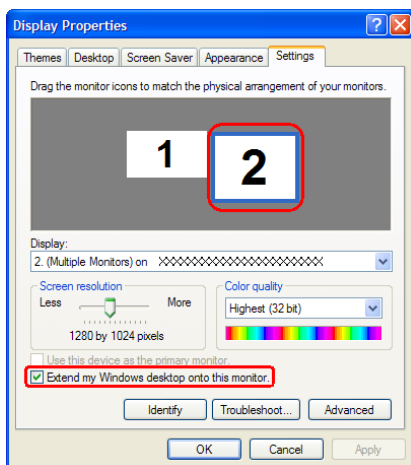 Display Properties
Themes Desktop Screen Saver Appearance Settings
Drag the monitor icons to match the physical arrangement of your monitors.
1 2
Display:
2. (Multiple Monitors) on XXXXXXXXXXXXXXXXXXXXXXXX
Screen resolution
Less More
1280 by 1024 pixels
Color quality
Highest (32 bit)
Use this device as the primary monitor.
Extend my Windows desktop onto this monitor.
Identify Troubleshoot... Advanced
OK Cancel Apply